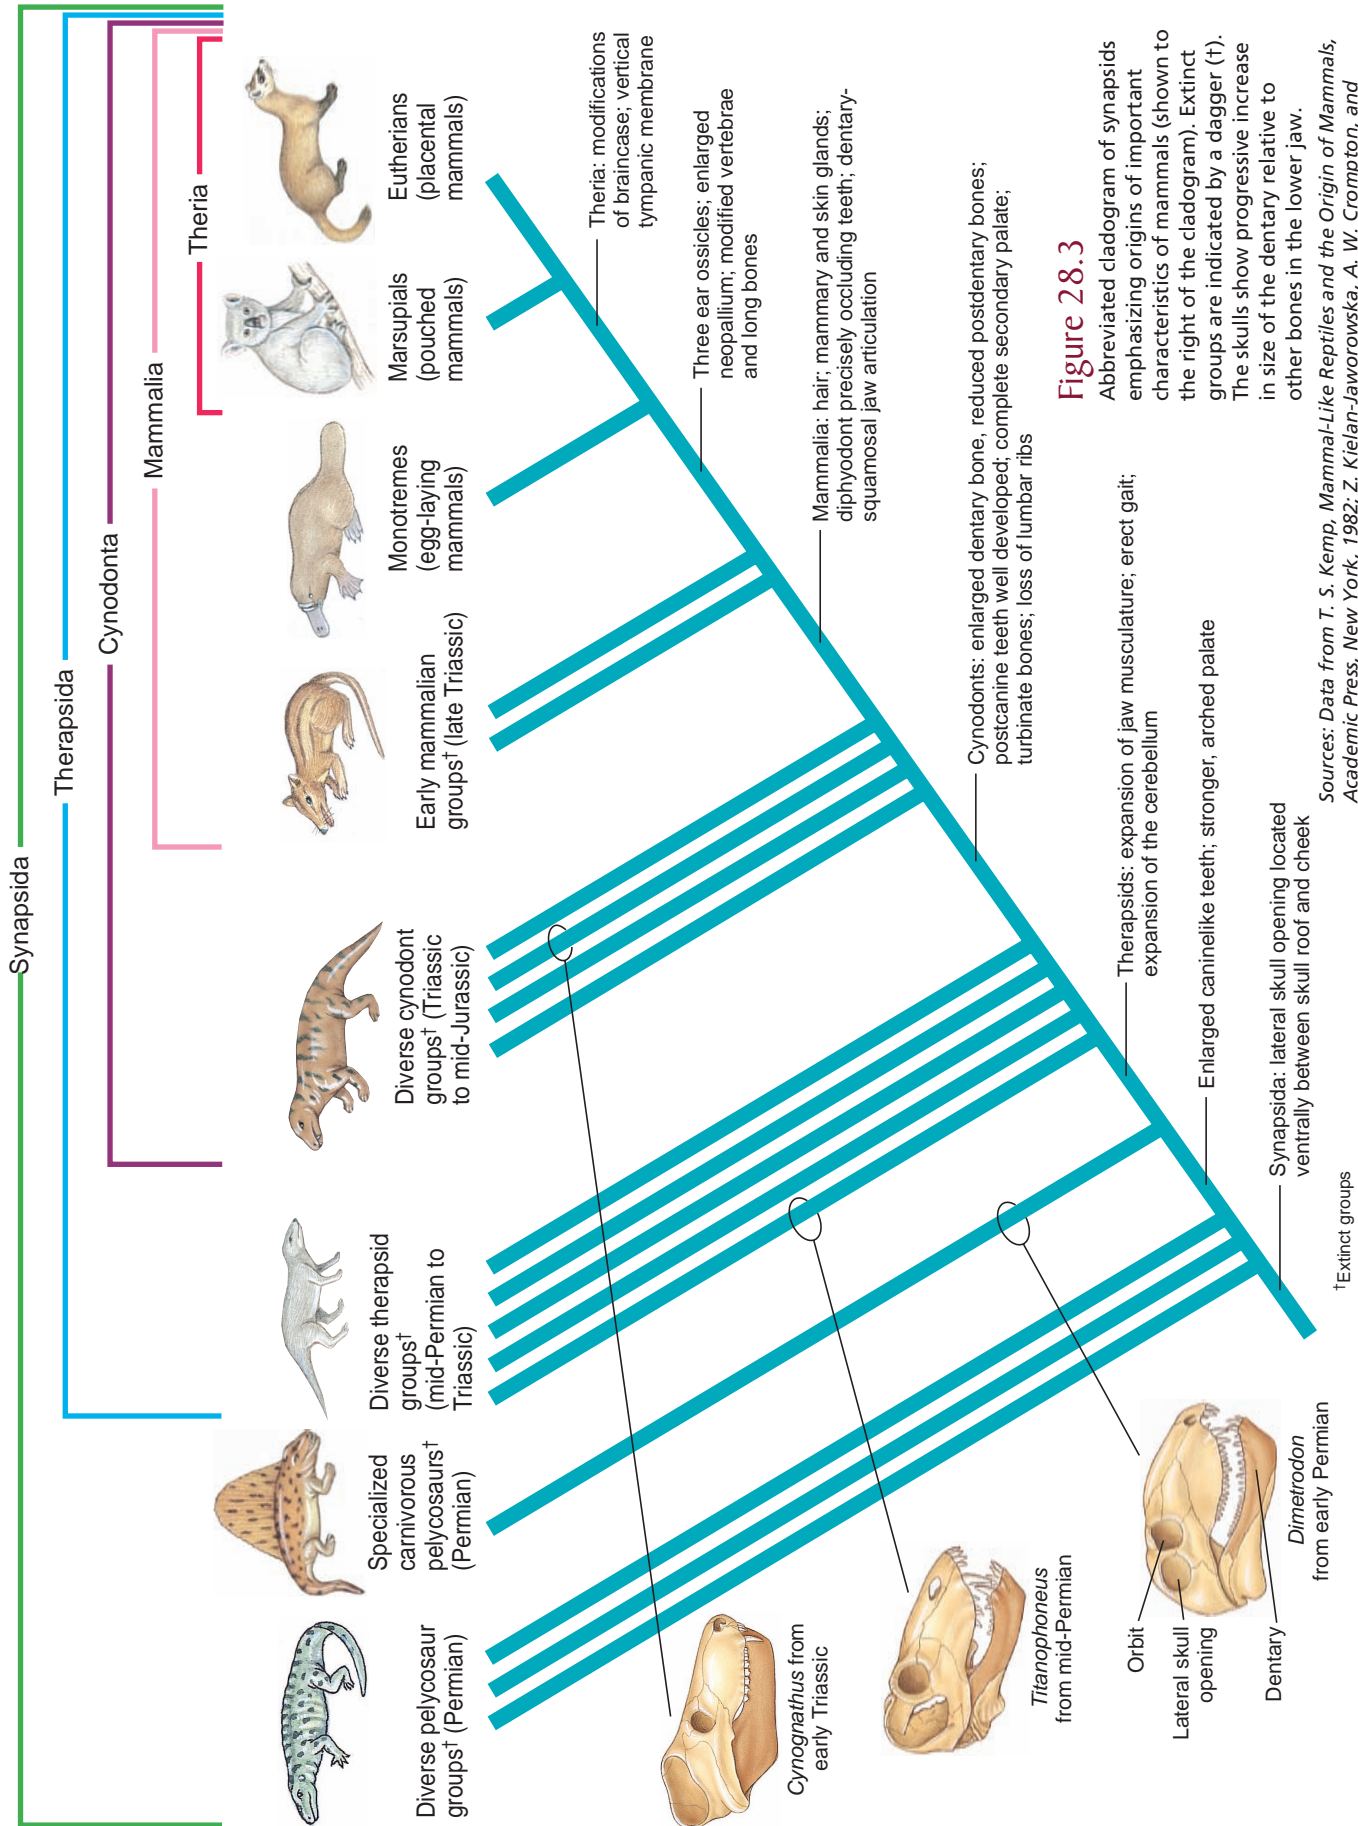 Synapsida
Therapsida
Cynodonta
Mammalia
Theria
Diverse pelycosaur
groups† (Permian)
Specialized
carnivorous
pelycosaurs†
(Permian)
Diverse therapsid
groups†
(mid-Permian to
Triassic)
Diverse cynodont
groups† (Triassic
to mid-Jurassic)
Early mammalian
groups† (late Triassic)
Monotremes
(egg-laying
mammals)
Marsupials
(pouched
mammals)
Eutherians
(placental
mammals)
Theria: modifications
of braincase; vertical
tympanic membrane
Three ear ossicles; enlarged
neopallium; modified vertebrae
and long bones
Mammalia: hair; mammary and skin glands;
diphyodont precisely occluding teeth; dentary-
squamosal jaw articulation
Cynodonts: enlarged dentary bone, reduced postdentary bones;
postcanine teeth well developed; complete secondary palate;
turbinate bones; loss of lumbar ribs
Therapsids: expansion of jaw musculature; erect gait;
expansion of the cerebellum
Enlarged caninelike teeth; stronger, arched palate
Synapsida: lateral skull opening located
ventrally between skull roof and cheek
†Extinct groups
Cynognathus from
early Triassic
Titanophoneus
from mid-Permian
Orbit
Lateral skull
opening
Dentary
Dimetrodon
from early Permian
Figure 28.3
Abbreviated cladogram of synapsids
emphasizing origins of important
characteristics of mammals (shown to
the right of the cladogram). Extinct
groups are indicated by a dagger (†).
The skulls show progressive increase
in size of the dentary relative to
other bones in the lower jaw.
Sources: Data from T. S. Kemp, Mammal-Like Reptiles and the Origin of Mammals,
Academic Press, New York, 1982; Z. Kielan-Jaworowska, A. W. Crompton, and